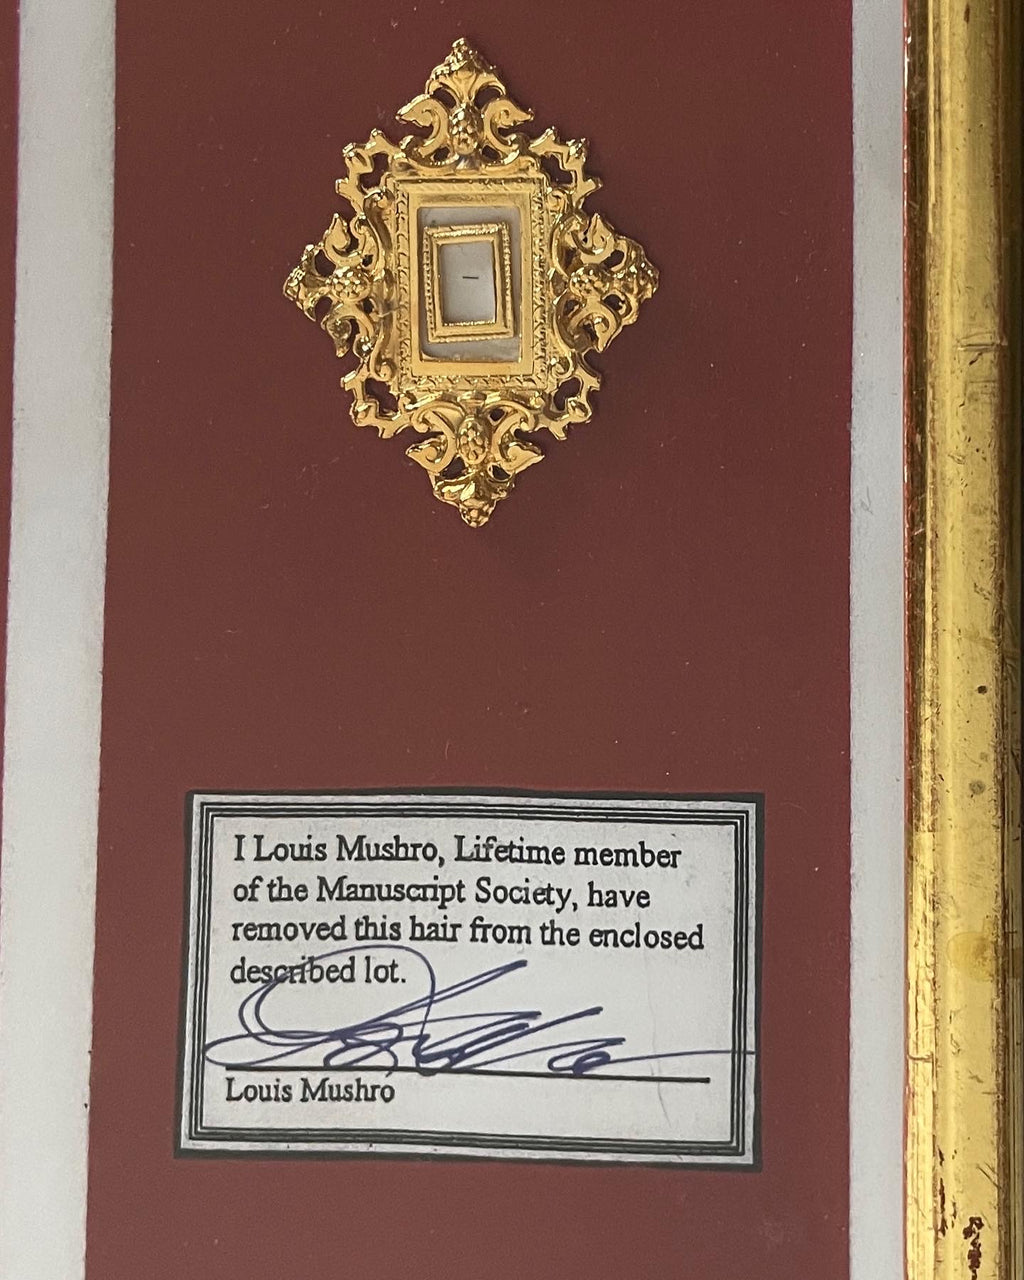 I Louis Mushro, Lifetime member
of the Manuscript Society, have
removed this hair from the enclosed
described lot.
Louis Mushro